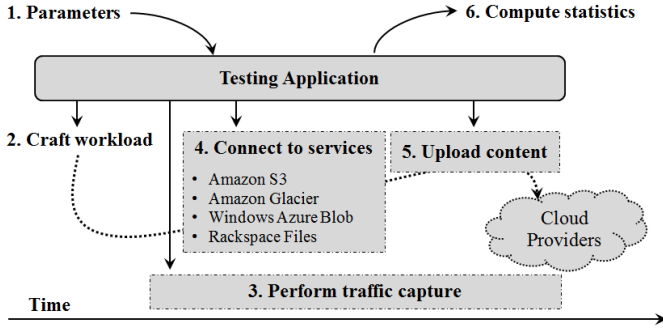 1. Parameters
6. Compute statistics
Testing Application
2. Craft workload
4. Connect to services
• Amazon S3
• Amazon Glacier
• Windows Azure Blob
• Rackspace Files
5. Upload content
Cloud
Providers
3. Perform traffic capture
Time